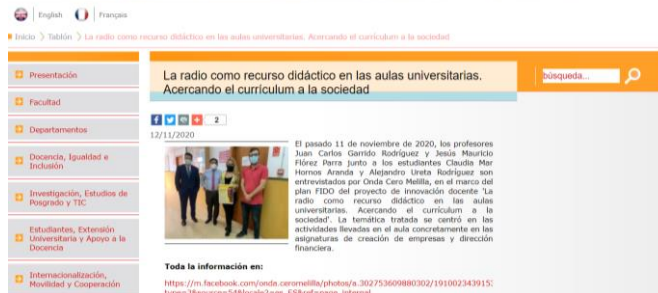 English Français
Inicio > Tablón > La radio como recurso didáctico en las aulas universitarias. Acercando el curriculum a la sociedad
Presentación
Facultad
Departamentos
Docencia, Igualdad e
Inclusión
Investigación, Estudios de
Posgrado y TIC
Estudiantes, Extensión
Universitaria y Apoyo a la
Docencia
Internacionalización,
Movilidad y Cooperación
La radio como recurso didáctico en las aulas universitarias.
Acercando el currículum a la sociedad
2
12/11/2020
El pasado 11 de noviembre de 2020, los profesores
Juan Carlos Garrido Rodríguez y Jesús Mauricio
Flórez Parra junto a los estudiantes Claudia Mar
Hornos Aranda y Alejandro Ureta Rodríguez son
entrevistados por Onda Cero Melilla, en el marco del
plan FIDO del proyecto de innovación docente 'La
radio como recurso didáctico en las aulas
universitarias. Acercando el currículum a la
sociedad'. La temática tratada se centró en las
actividades llevadas en el aula concretamente en las
asignaturas de creación de empresas y dirección
financiera.
Toda la información en:
https://m.facebook.com/onda.ceromelilla/photos/a.302753609880302/191002343915
búsqueda...